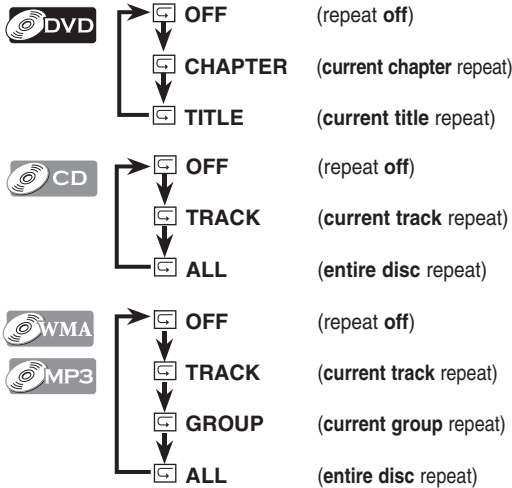 DVD OFF (repeat off)
CHAPTER (current chapter repeat)
TITLE (current title repeat)
CD OFF (repeat off)
TRACK (current track repeat)
ALL (entire disc repeat)
WMA OFF (repeat off)
MP3 TRACK (current track repeat)
GROUP (current group repeat)
ALL (entire disc repeat)